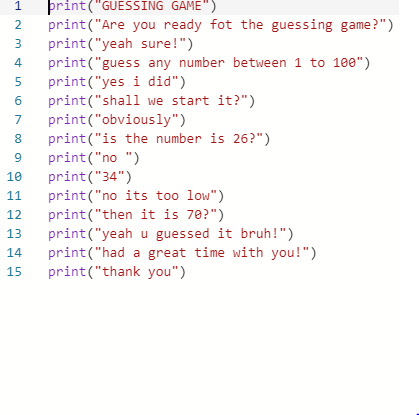 1 print("GUESSING GAME")
2 print("Are you ready fot the guessing game?")
3 print("yeah sure!")
4 print("guess any number between 1 to 100")
5 print("yes i did")
6 print("shall we start it?")
7 print("obviously")
8 print("is the number is 26?")
9 print("no ")
10 print("34")
11 print("no its too low")
12 print("then it is 70?")
13 print("yeah u guessed it bruh!")
14 print("had a great time with you!")
15 print("thank you")